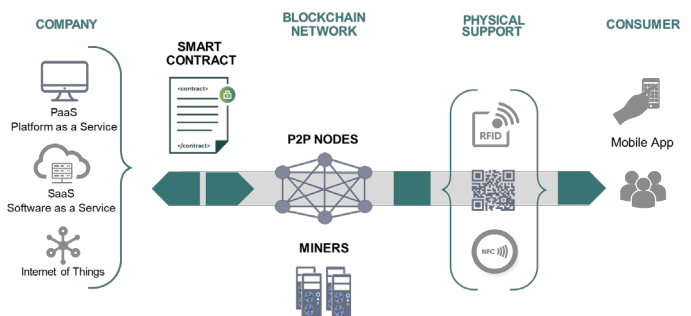 COMPANY
BLOCKCHAIN
NETWORK
PHYSICAL
SUPPORT
CONSUMER
SMART
CONTRACT
<contract>
</contract>
PaaS
Platform as a Service
SaaS
Software as a Service
Internet of Things
P2P NODES
MINERS
RFID
NFC
Mobile App